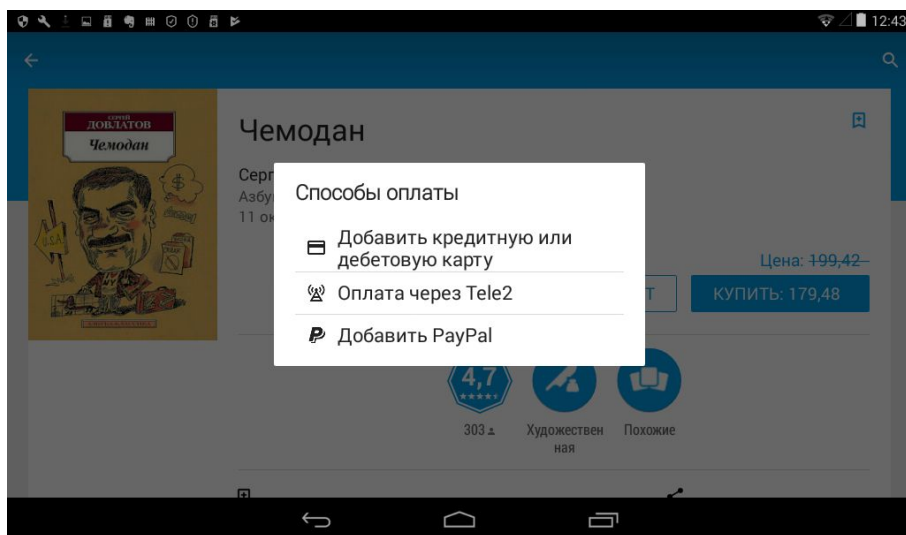 12:43
СЕРГЕЙ
ДОВЛАТОВ
Чемодан
Чемодан
Серг
Азбу
11 ок
Способы оплаты
Добавить кредитную или
дебетовую карту
Оплата через Tele2
Добавить PayPal
Цена: 199,42
Т
КУПИТЬ: 179,48
U.S.A.
4,7
303
Художествен
ная
Похожие